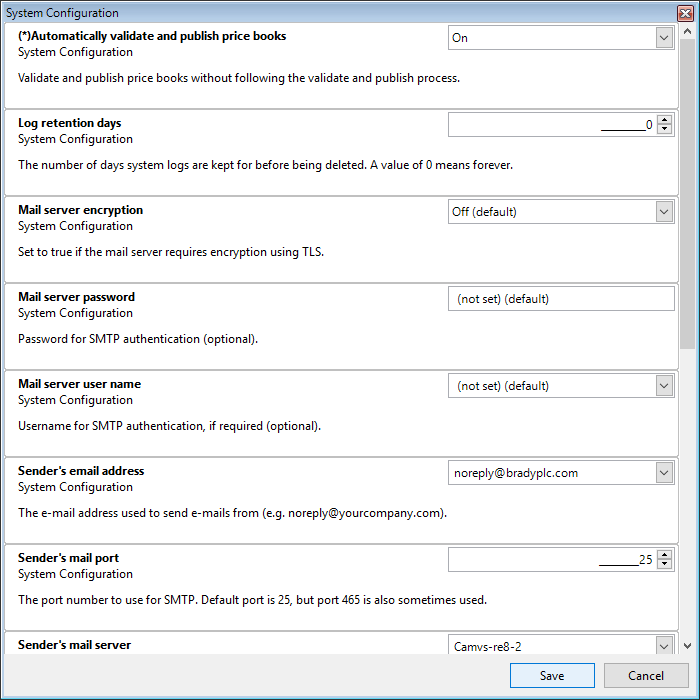 System Configuration
(*)Automatically validate and publish price books
On
System Configuration
Validate and publish price books without following the validate and publish process.
Log retention days
________0
System Configuration
The number of days system logs are kept for before being deleted. A value of 0 means forever.
Mail server encryption
Off (default)
System Configuration
Set to true if the mail server requires encryption using TLS.
Mail server password
(not set) (default)
System Configuration
Password for SMTP authentication (optional).
Mail server user name
(not set) (default)
System Configuration
Username for SMTP authentication, if required (optional).
Sender's email address
noreply@bradyplc.com
System Configuration
The e-mail address used to send e-mails from (e.g. noreply@yourcompany.com).
Sender's mail port
_______25
System Configuration
The port number to use for SMTP. Default port is 25, but port 465 is also sometimes used.
Sender's mail server
Camvs-re8-2
Save
Cancel